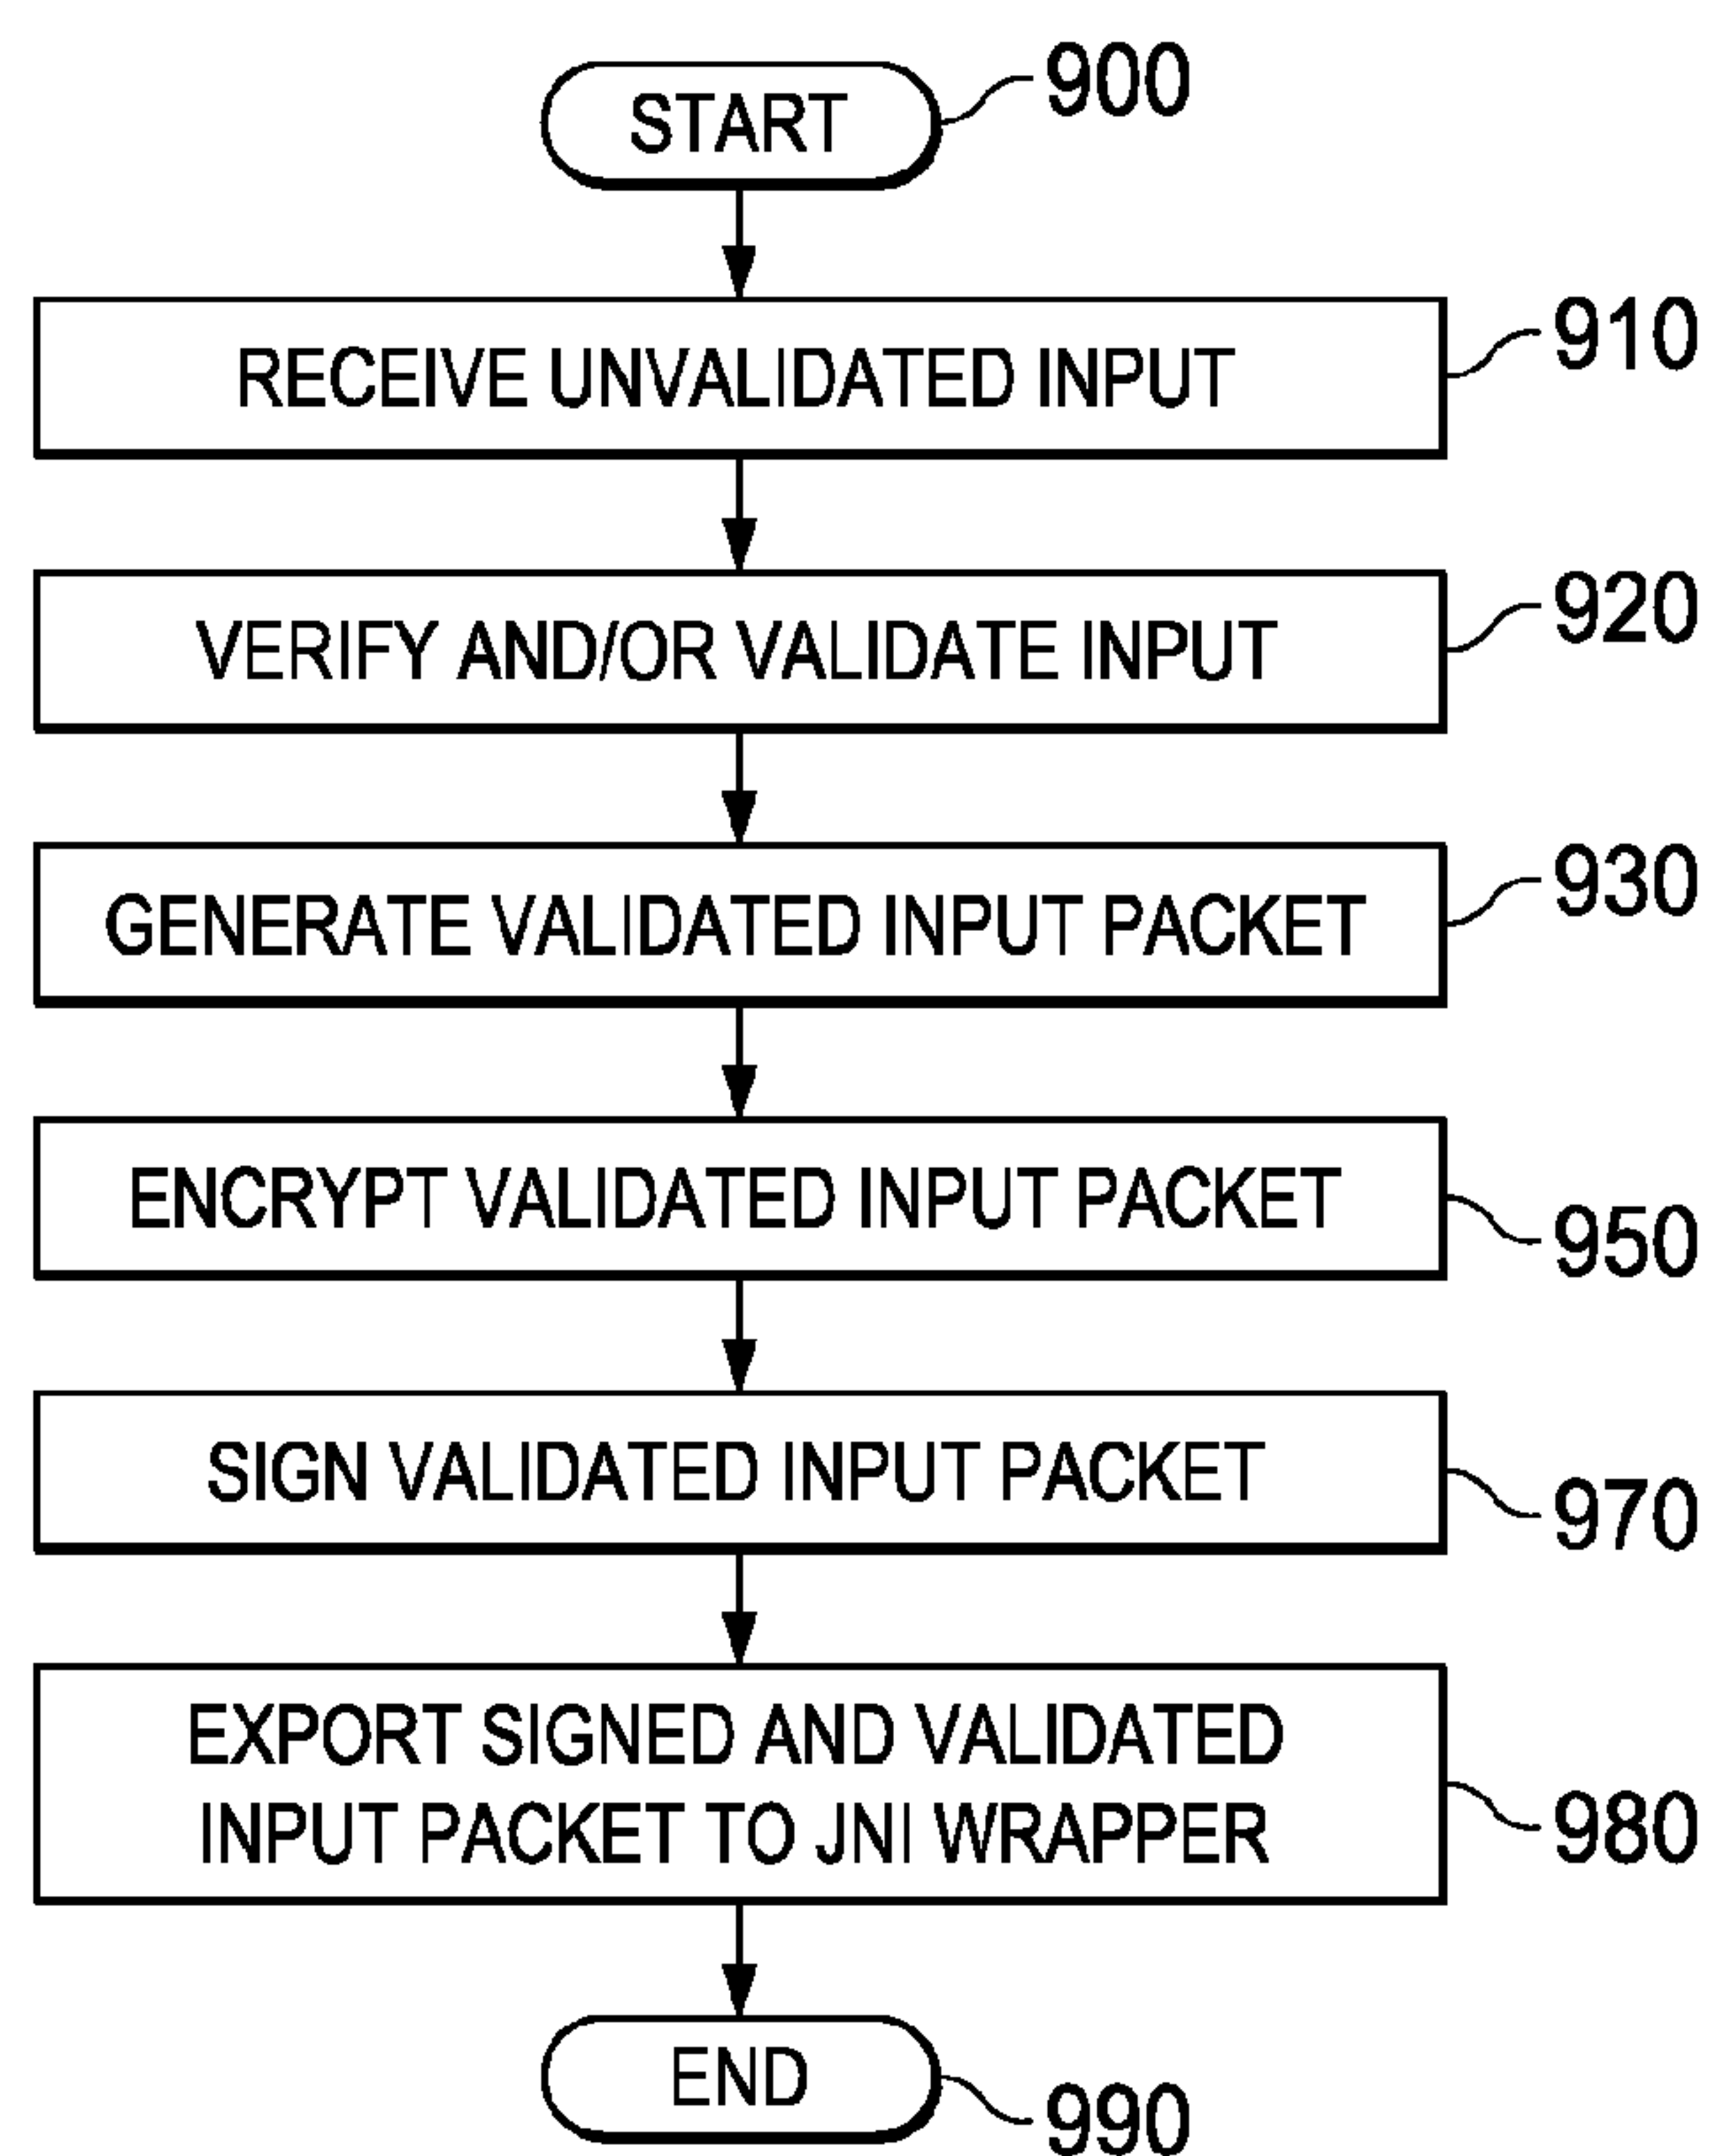 START
900
RECEIVE UNVALIDATED INPUT
910
VERIFY AND/OR VALIDATE INPUT
920
GENERATE VALIDATED INPUT PACKET
930
ENCRYPT VALIDATED INPUT PACKET
950
SIGN VALIDATED INPUT PACKET
970
EXPORT SIGNED AND VALIDATED
INPUT PACKET TO JNI WRAPPER
980
END
990